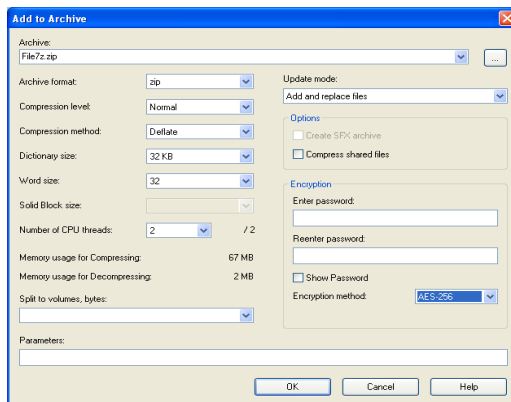 Add to Archive
Archive:
File7z.zip
...
Archive format: zip
Compression level: Normal
Compression method: Deflate
Dictionary size: 32 KB
Word size: 32
Solid Block size:
Number of CPU threads: 2 / 2
Memory usage for Compressing: 67 MB
Memory usage for Decompressing: 2 MB
Split to volumes, bytes:
Update mode:
Add and replace files
Options
Create SFX archive
Compress shared files
Encryption
Enter password:
Reenter password:
Show Password
Encryption method: AES-256
Parameters:
OK Cancel Help